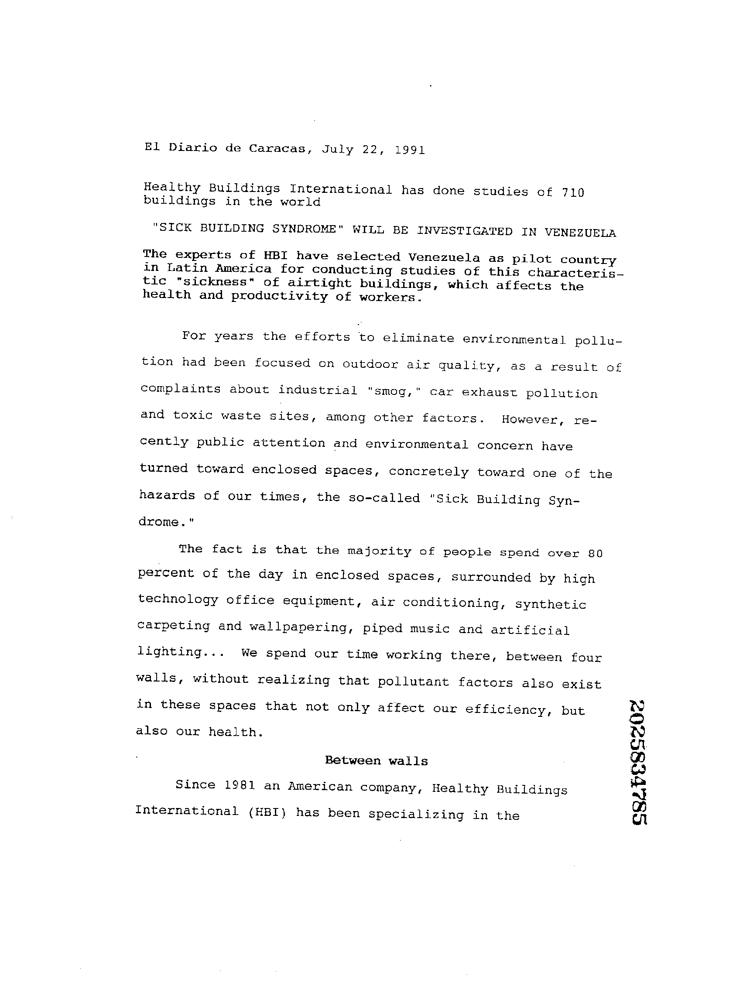 El Diario de Caracas, July 22, 1991
Healthy Buildings International has done studies of 710
buildings in the world
"SICK BUILDING SYNDROME" WILL BE INVESTIGATED IN VENEZUELA
The experts of HBI have selected Venezuela as pilot country
in Latin America for conducting studies of this characteris-
tic "sickness" of airtight buildings, which affects the
health and productivity of workers.
For years the efforts to eliminate environmental pollu-
tion had been focused on outdoor air quality, as a result of
complaints about industrial "smog," car exhaust pollution
and toxic waste sites, among other factors. However, re-
cently public attention and environmental concern have
turned toward enclosed spaces, concretely toward one of the
hazards of our times, the so-called "Sick Building Syn-
drome."
The fact is that the majority of people spend over 80
percent of the day in enclosed spaces, surrounded by high
technology office equipment, air conditioning, synthetic
carpeting and wallpapering, piped music and artificial
lighting... We spend our time working there, between four
walls, without realizing that pollutant factors also exist
in these spaces that not only affect our efficiency, but
also our health.
Between walls
Since 1981 an American company, Healthy Buildings
International (HBI) has been specializing in the
2025834785